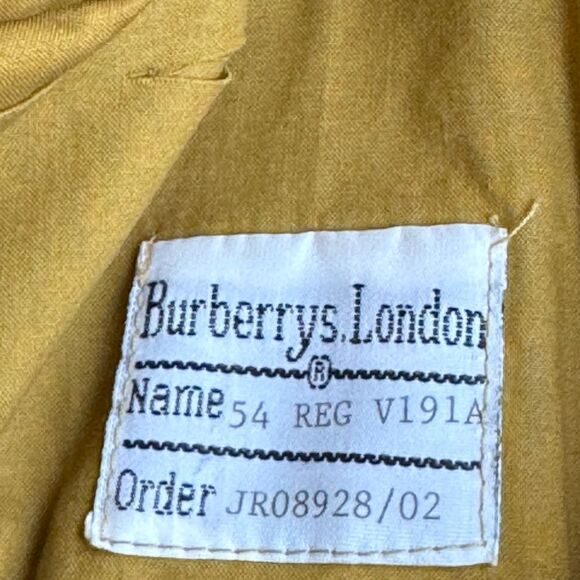 Burberrys.London
®
Name 54 REG V191A
Order JR08928/02